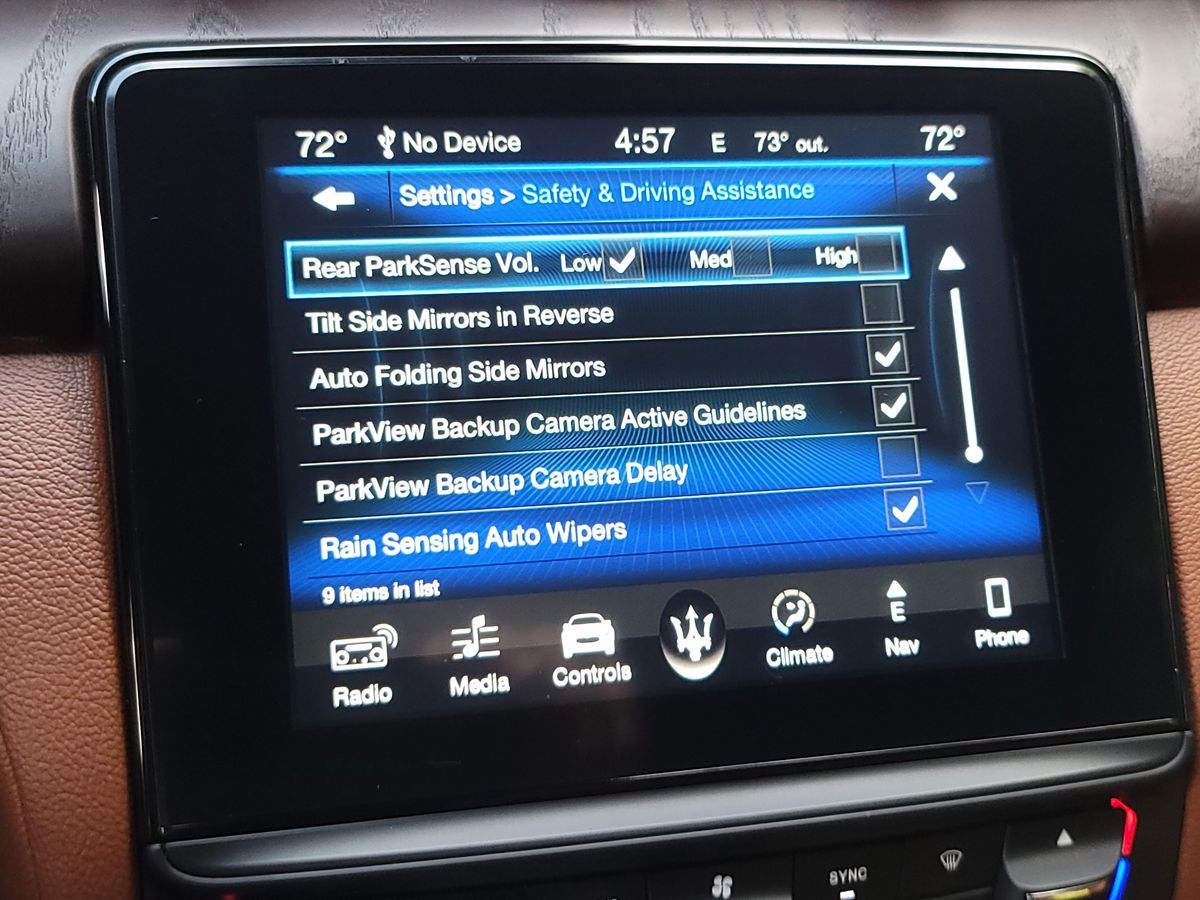 72° No Device 4:57 E 73° out. 72°
Settings > Safety & Driving Assistance
Rear ParkSense Vol. Low Med High
Tilt Side Mirrors in Reverse
Auto Folding Side Mirrors
ParkView Backup Camera Active Guidelines
ParkView Backup Camera Delay
Rain Sensing Auto Wipers
9 items in list
E
Radio Media Controls Climate Nav Phone
SYNC